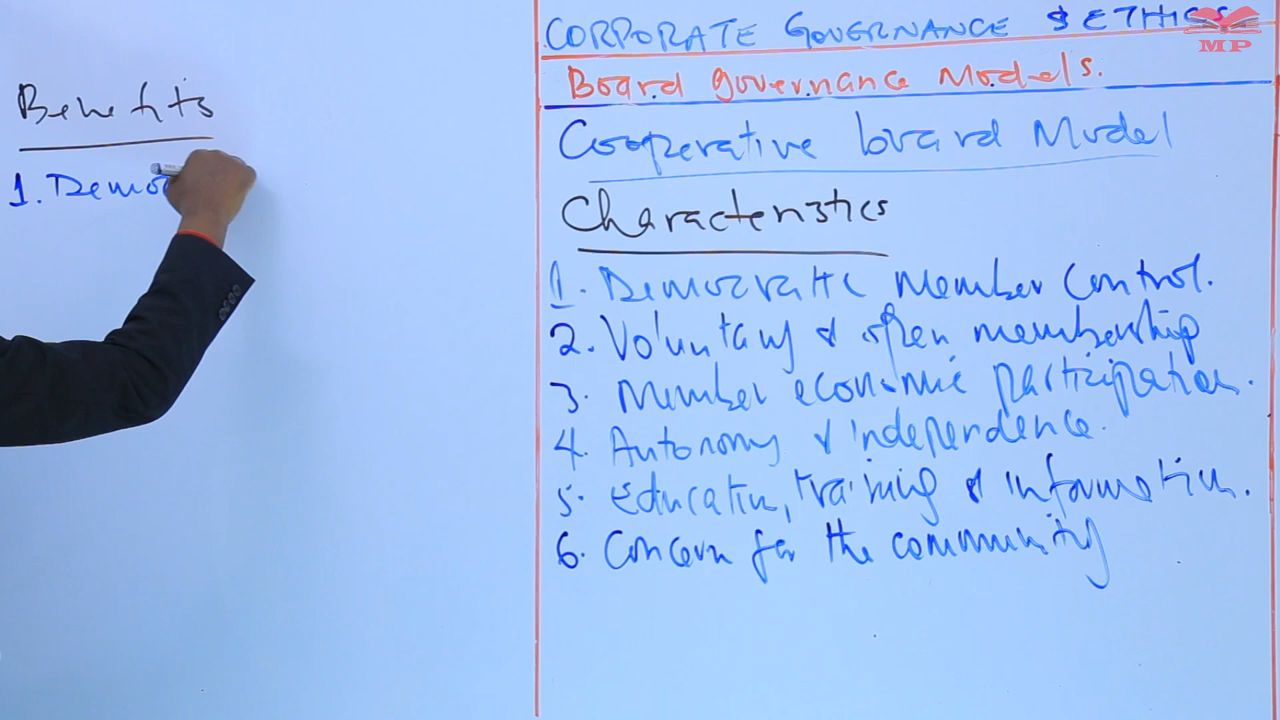 Benefits
1. Demo
CORPORATE GOVERNANCE & ETHICS
MP
Board governance Models.
Cooperative board Model
Characteristics
1. Democratic member control.
2. Voluntary & open membership
3. Member economic participation.
4. Autonomy & independence.
5. Education, training & information.
6. Concern for the community